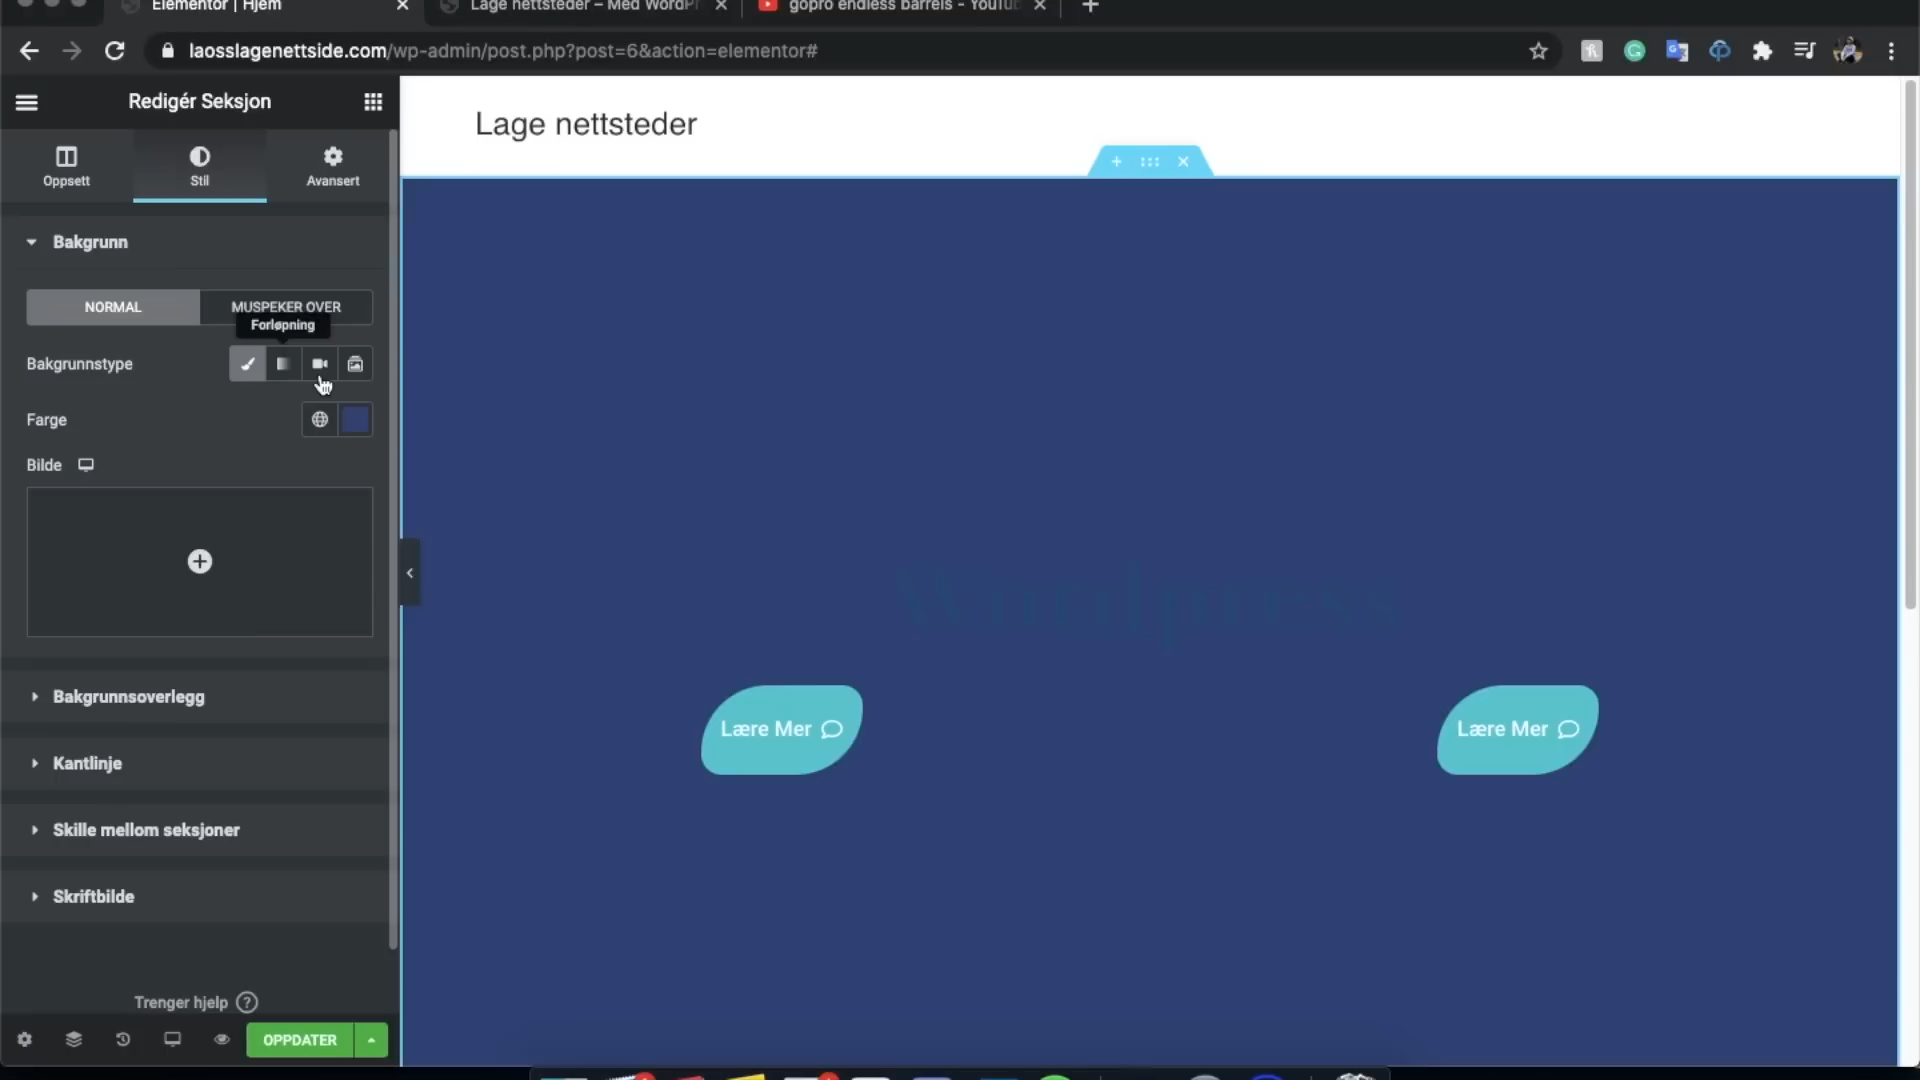 Elementor | Hjem
Lage nettsteder – Med WordPr
gopro endless barrels - YouTu
laosslagenettside.com/wp-admin/post.php?post=6&action=elementor#
Redigér Seksjon
Oppsett
Stil
Avansert
Bakgrunn
NORMAL
MUSPEKER OVER
Forløpning
Bakgrunnstype
Farge
Bilde
Bakgrunnsoverlegg
Kantlinje
Skille mellom seksjoner
Skriftbilde
Trenger hjelp ?
OPPDATER
Lage nettsteder
Wordpress
Lære Mer
Lære Mer